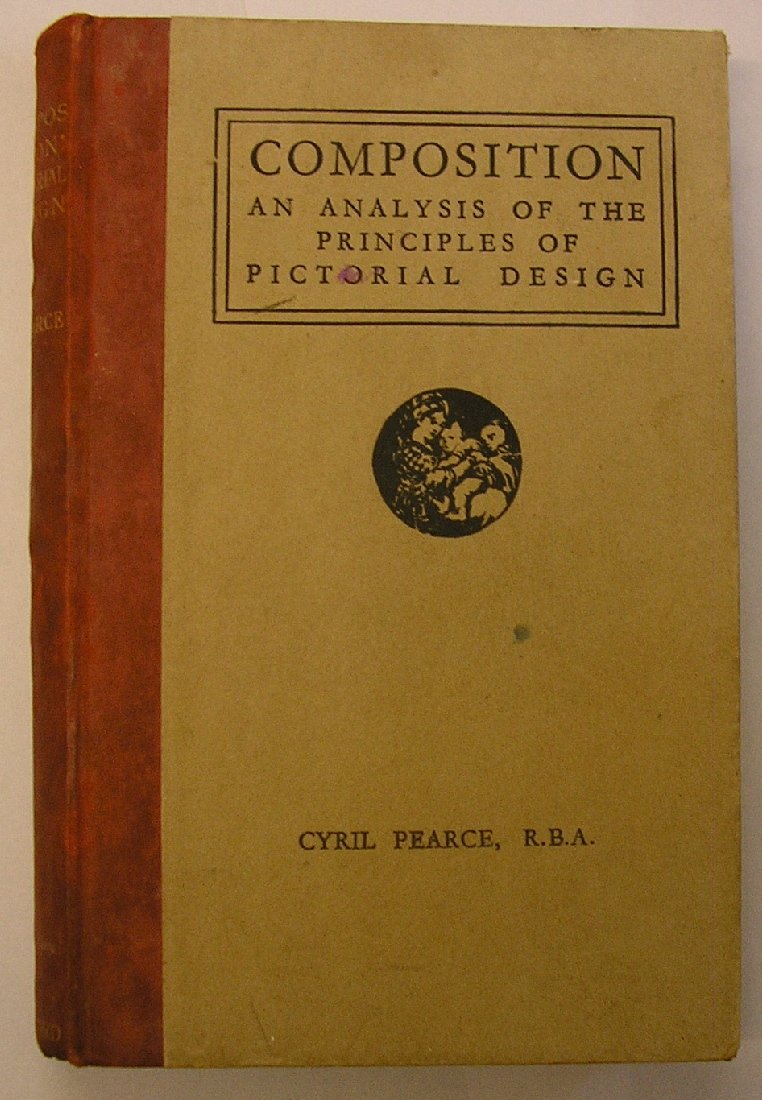 COMPOSITION
AN ANALYSIS OF THE
PRINCIPLES OF
PICTORIAL DESIGN
CYRIL PEARCE, R.B.A.